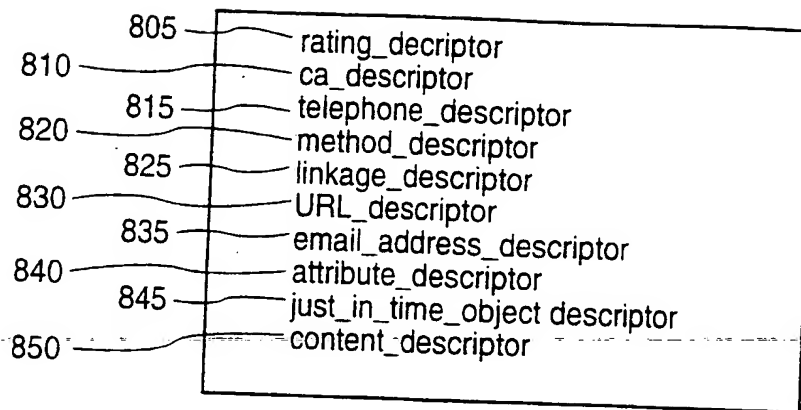 805 rating_decriptor
810 ca_descriptor
815 telephone_descriptor
820 method_descriptor
825 linkage_descriptor
830 URL_descriptor
835 email_address_descriptor
840 attribute_descriptor
845 just_in_time_object descriptor
850 content_descriptor